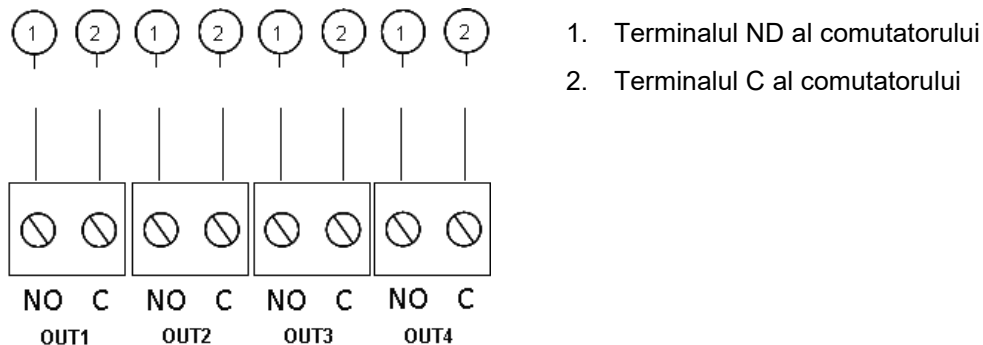 1 2 1 2 1 2 1 2
1. Terminalul ND al comutatorului
2. Terminalul C al comutatorului
NO C NO C NO C NO C
OUT1 OUT2 OUT3 OUT4